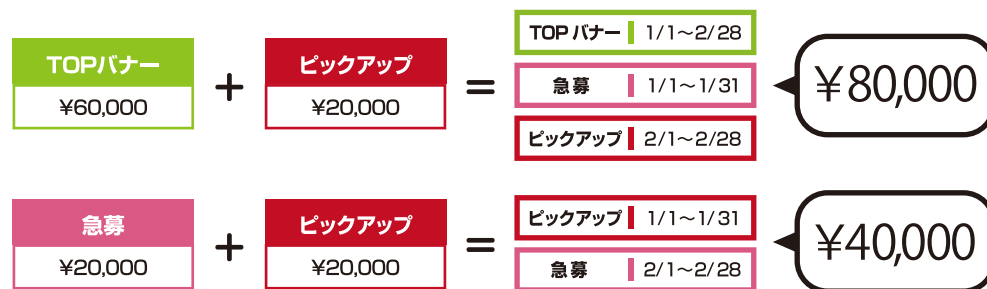 TOPバナー
¥60,000
+
ピックアップ
¥20,000
=
TOP バナー 1/1〜2/28
急募 1/1〜1/31
ピックアップ 2/1〜2/28
¥80,000
急募
¥20,000
+
ピックアップ
¥20,000
=
ピックアップ 1/1〜1/31
急募 2/1〜2/28
¥40,000